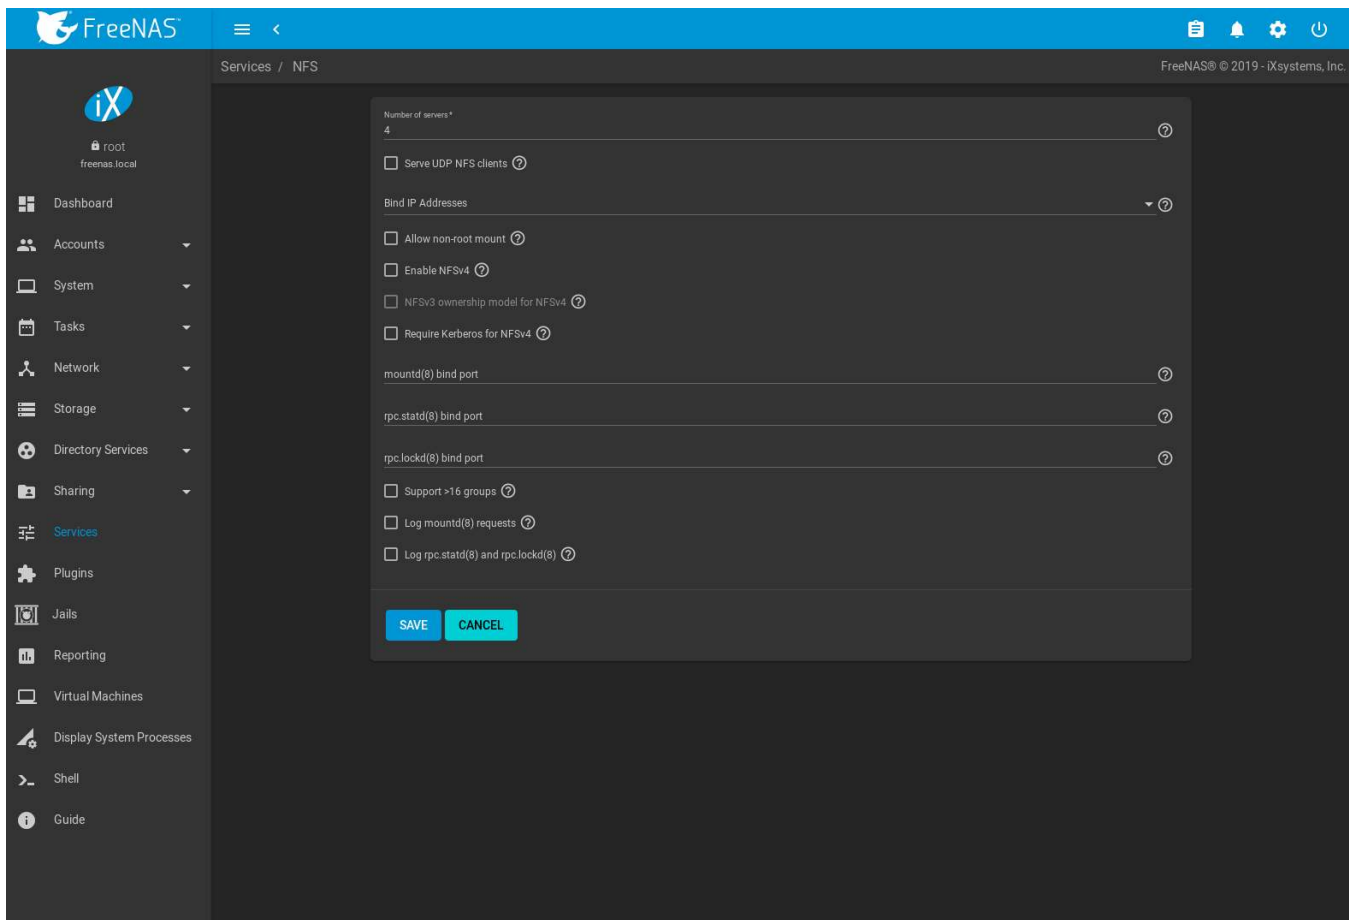 FreeNAS™
Services / NFS
FreeNAS® © 2019 - iXsystems, Inc.
iX
root
freenas.local
Dashboard
Accounts
System
Tasks
Network
Storage
Directory Services
Sharing
Services
Plugins
Jails
Reporting
Virtual Machines
Display System Processes
Shell
Guide
Number of servers*
4
Serve UDP NFS clients
Bind IP Addresses
Allow non-root mount
Enable NFSv4
NFSv3 ownership model for NFSv4
Require Kerberos for NFSv4
mountd(8) bind port
rpc.statd(8) bind port
rpc.lockd(8) bind port
Support >16 groups
Log mountd(8) requests
Log rpc.statd(8) and rpc.lockd(8)
SAVE CANCEL